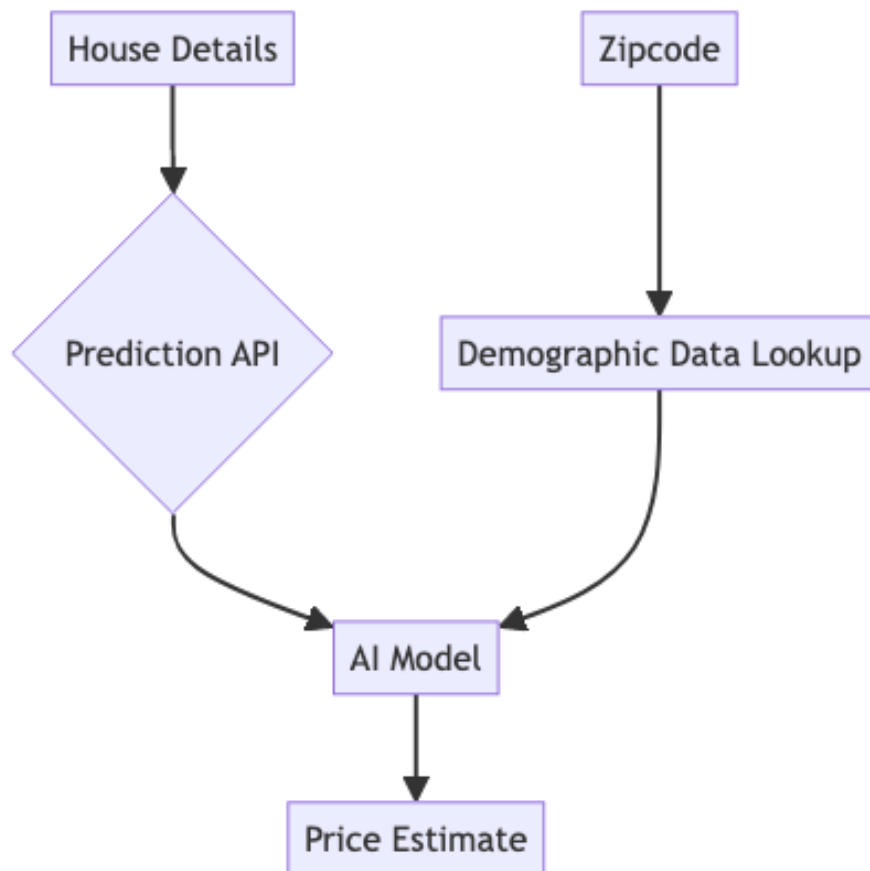 House Details
Zipcode
Prediction API
Demographic Data Lookup
AI Model
Price Estimate